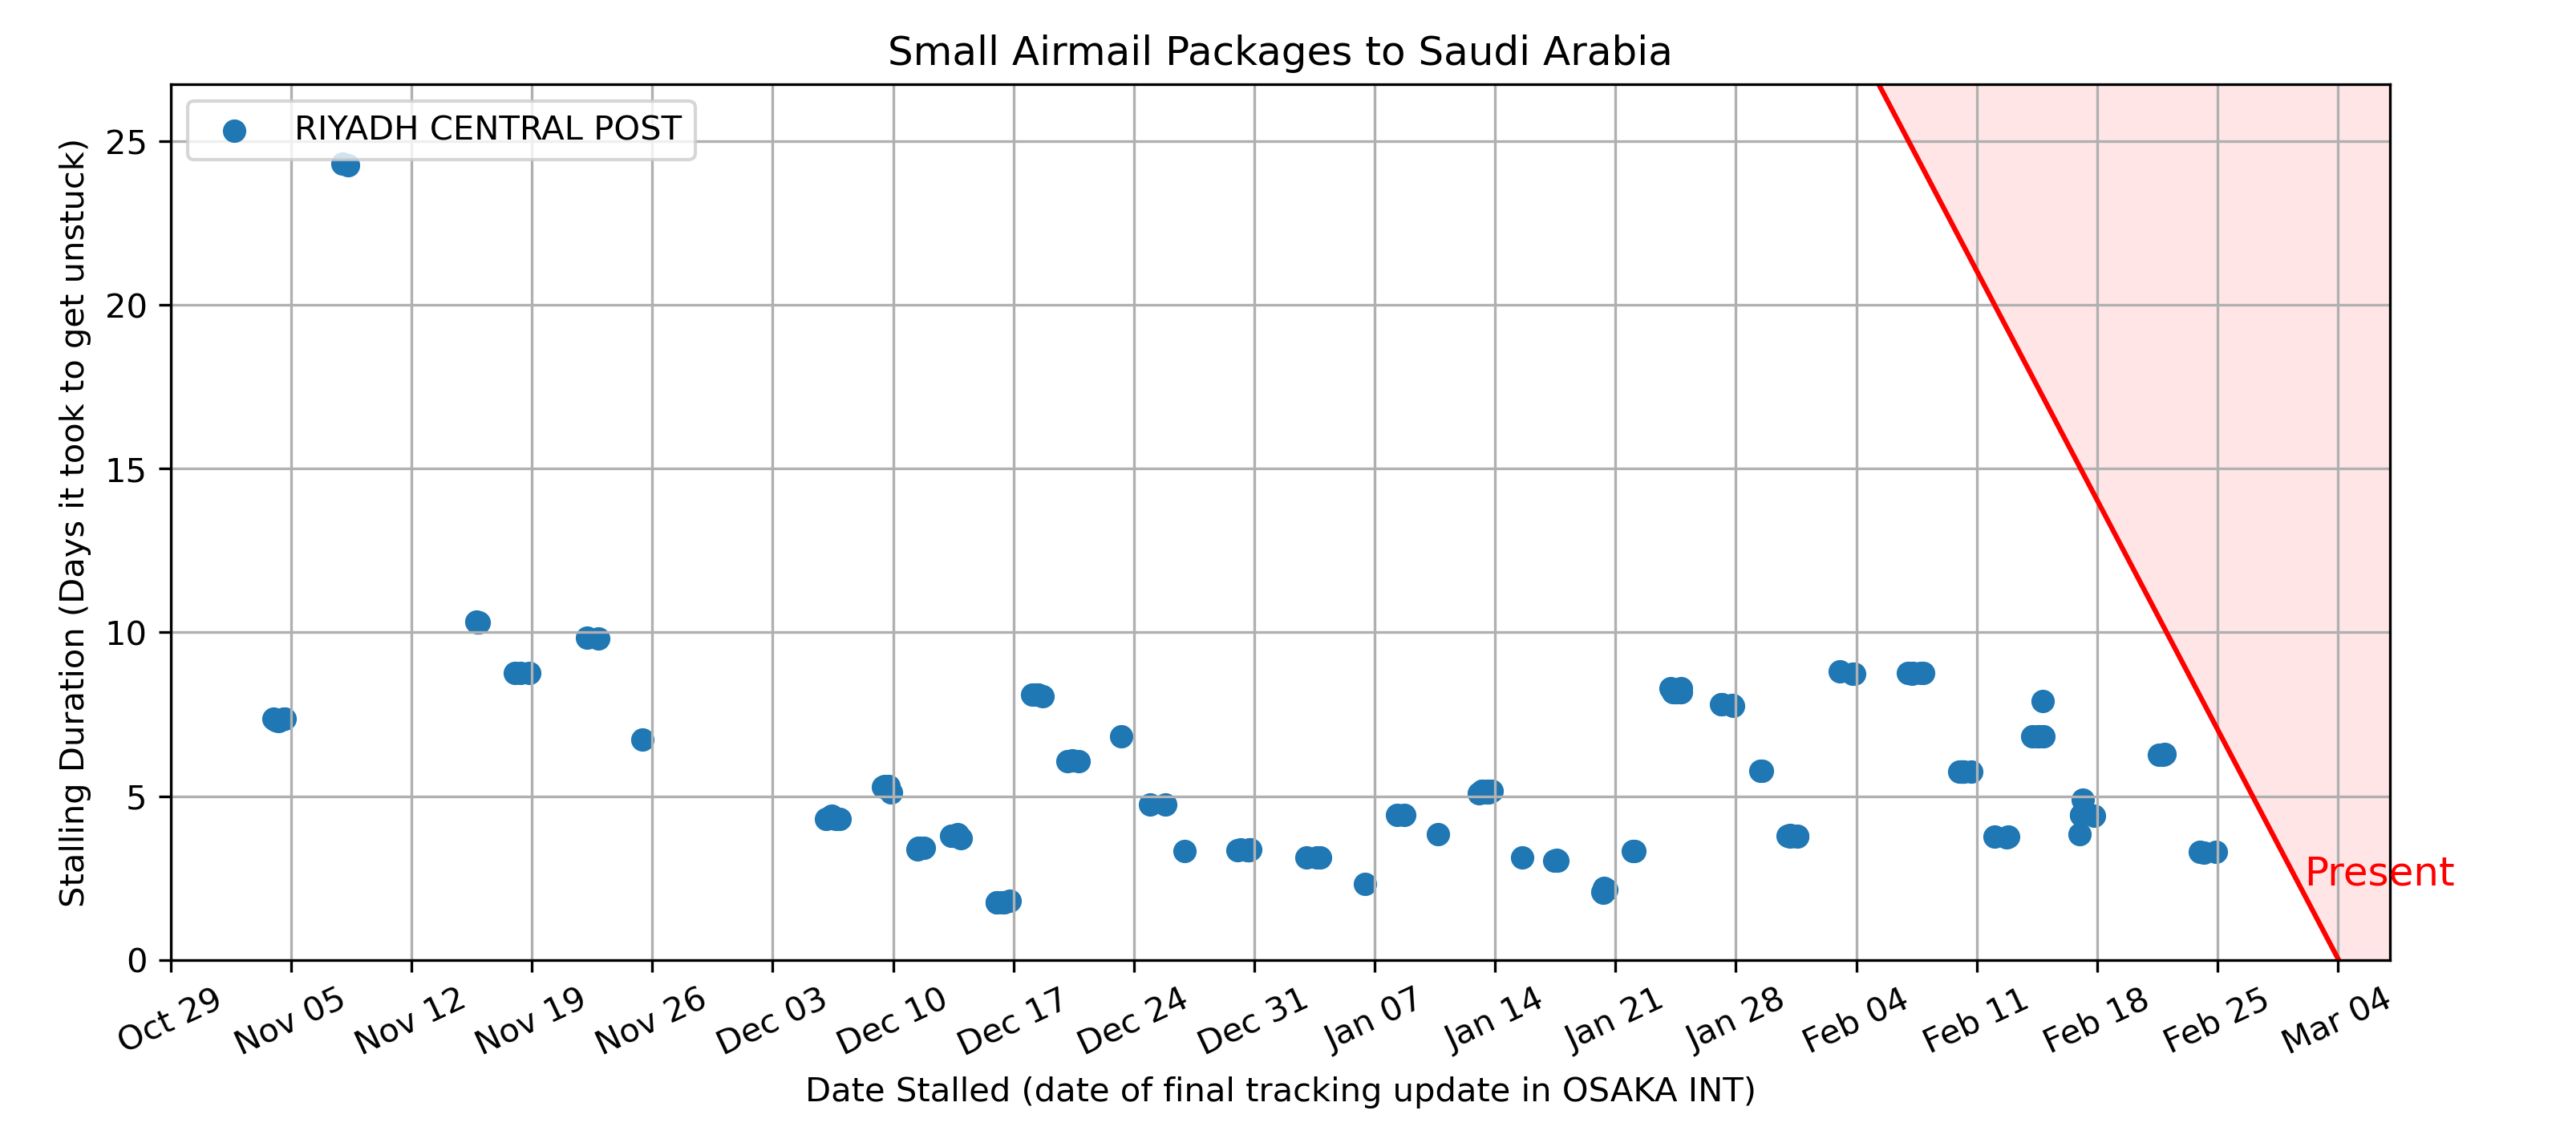 Small Airmail Packages to Saudi Arabia
RIYADH CENTRAL POST
Stalling Duration (Days it took to get unstuck)
25
20
15
10
5
0
Present
Oct 29
Nov 05
Nov 12
Nov 19
Nov 26
Dec 03
Dec 10
Dec 17
Dec 24
Dec 31
Jan 07
Jan 14
Jan 21
Jan 28
Feb 04
Feb 11
Feb 18
Feb 25
Mar 04
Date Stalled (date of final tracking update in OSAKA INT)